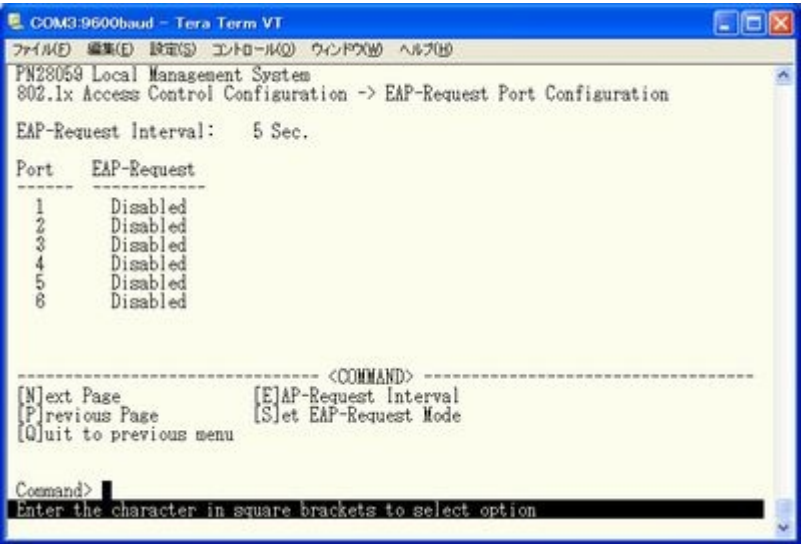 COM3:9600baud - Tera Term VT
ファイル(F) 編集(E) 設定(S) コントロール(O) ウィンドウ(W) ヘルプ(H)
PN28059 Local Management System
802.1x Access Control Configuration -> EAP-Request Port Configuration
EAP-Request Interval: 5 Sec.
Port EAP-Request
------ ------------
1 Disabled
2 Disabled
3 Disabled
4 Disabled
5 Disabled
6 Disabled
-------------------------------- <COMMAND> -----------------------------------
[N]ext Page [E]AP-Request Interval
[P]revious Page [S]et EAP-Request Mode
[Q]uit to previous menu
Command>
Enter the character in square brackets to select option